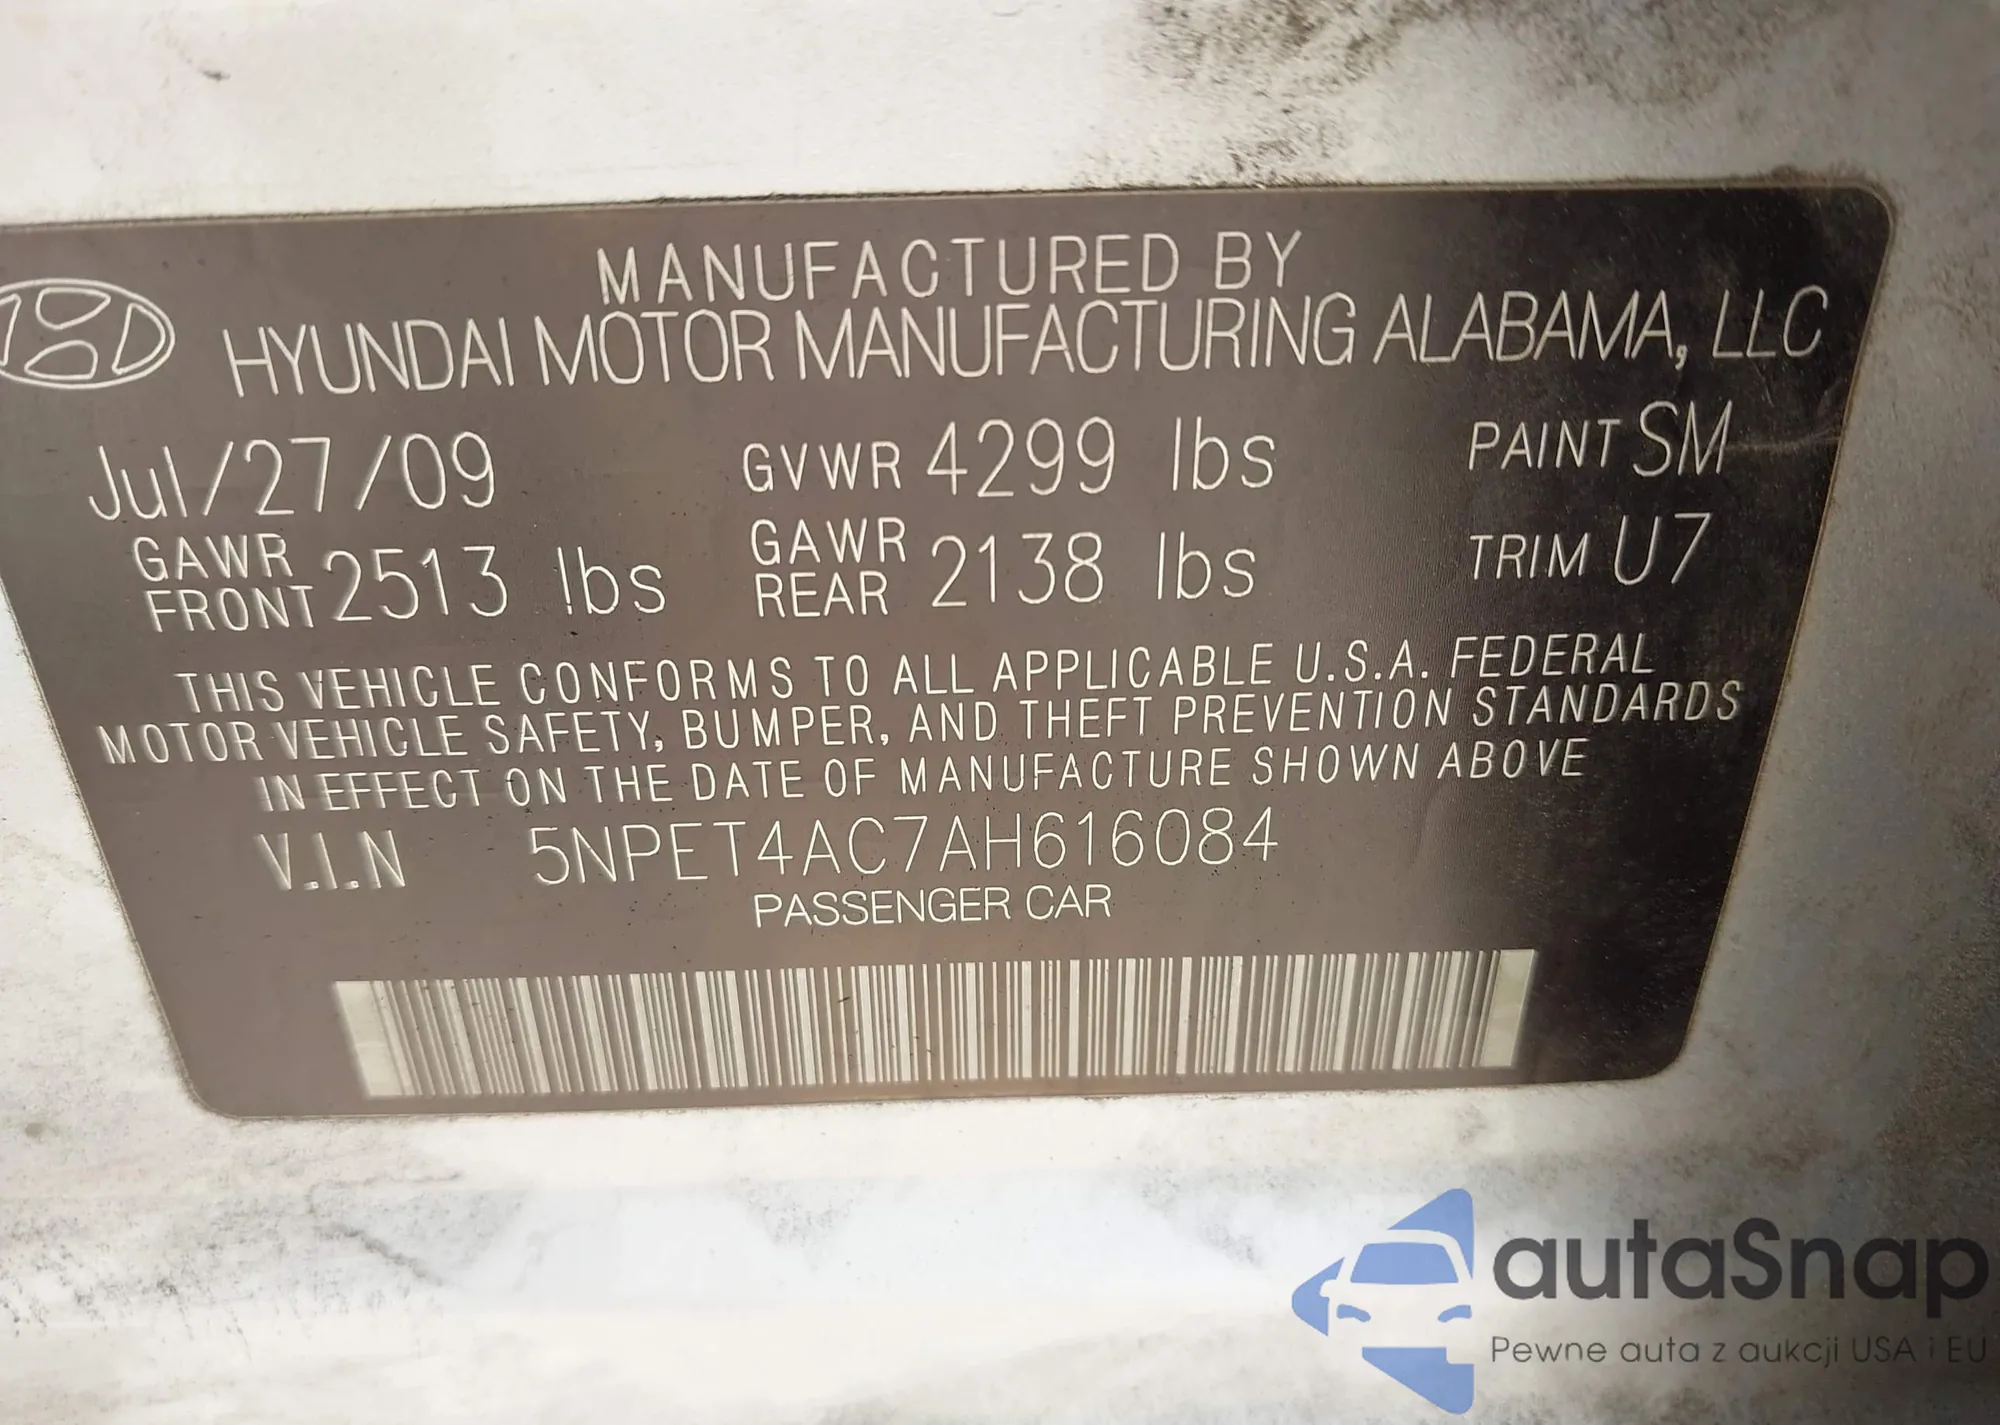 MANUFACTURED BY
HYUNDAI MOTOR MANUFACTURING ALABAMA, LLC
Jul/27/09 GVWR 4299 lbs PAINT SM
GAWR FRONT 2513 lbs GAWR REAR 2138 lbs TRIM U7
THIS VEHICLE CONFORMS TO ALL APPLICABLE U.S.A. FEDERAL
MOTOR VEHICLE SAFETY, BUMPER, AND THEFT PREVENTION STANDARDS
IN EFFECT ON THE DATE OF MANUFACTURE SHOWN ABOVE
V.I.N 5NPET4AC7AH616084
PASSENGER CAR
autaSnap
Pewne auta z aukcji USA i EU